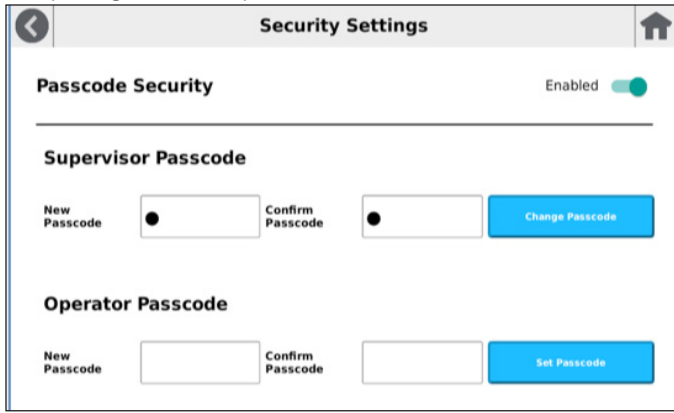 Security Settings
Passcode Security
Enabled
Supervisor Passcode
New
Passcode
Confirm
Passcode
Change Passcode
Operator Passcode
New
Passcode
Confirm
Passcode
Set Passcode